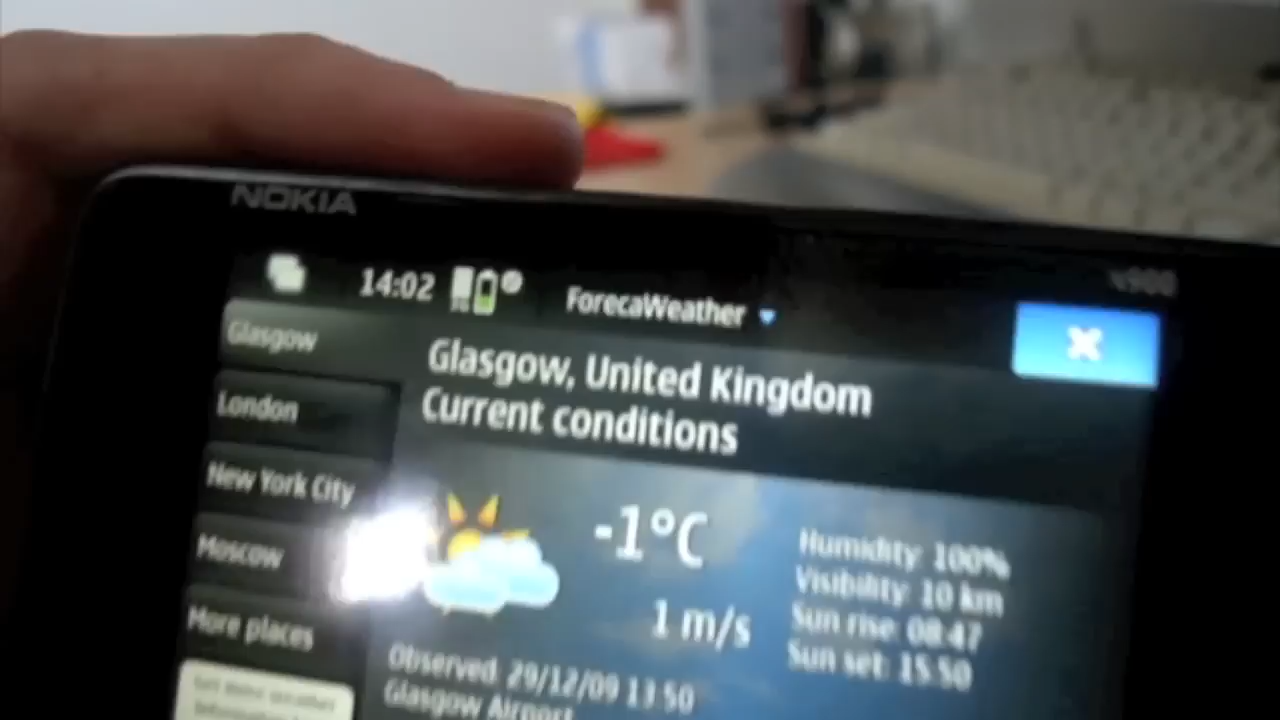 NOKIA
N900
14:02
ForecaWeather
Glasgow
London
New York City
Moscow
More places
Glasgow, United Kingdom
Current conditions
-1°C
1 m/s
Humidity: 100%
Visibility: 10 km
Sun rise: 08:47
Sun set: 15:50
Observed: 29/12/09 13:50
Glasgow Airport